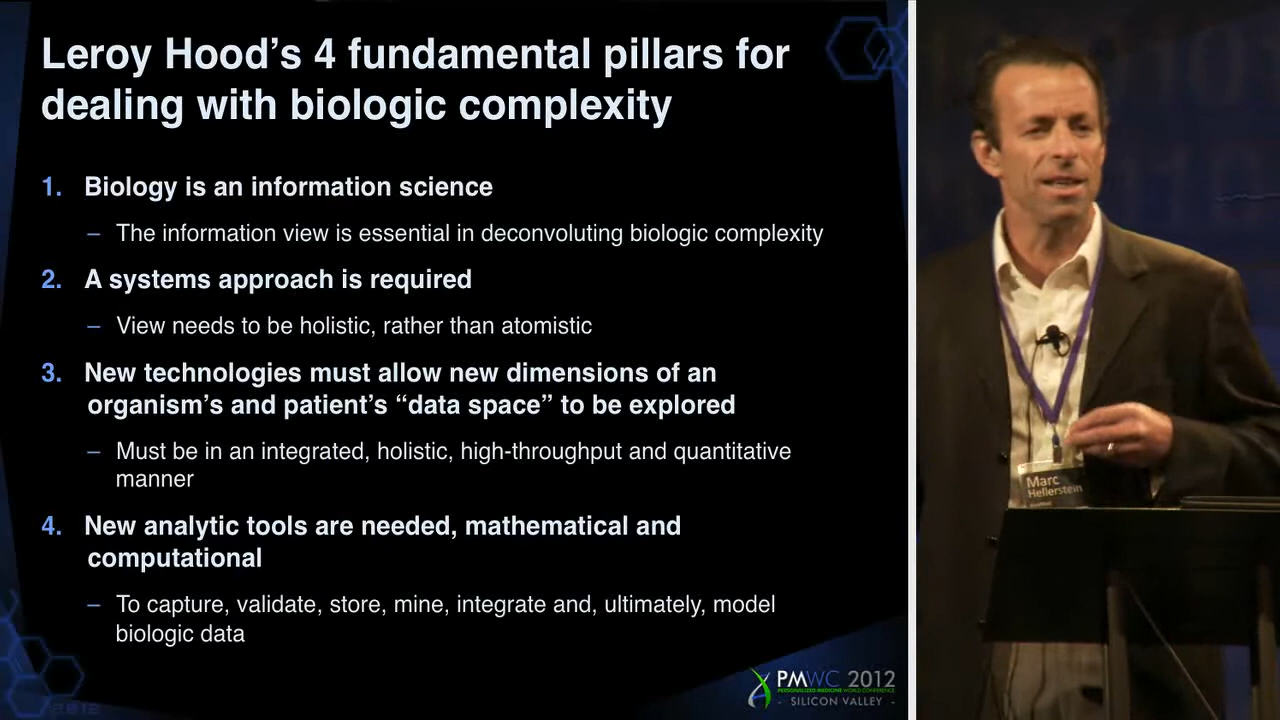 Leroy Hood’s 4 fundamental pillars for
dealing with biologic complexity
1. Biology is an information science
– The information view is essential in deconvoluting biologic complexity
2. A systems approach is required
– View needs to be holistic, rather than atomistic
3. New technologies must allow new dimensions of an
organism’s and patient’s “data space” to be explored
– Must be in an integrated, holistic, high-throughput and quantitative
manner
4. New analytic tools are needed, mathematical and
computational
– To capture, validate, store, mine, integrate and, ultimately, model
biologic data
PMWC 2012
PERSONALIZED MEDICINE WORLD CONFERENCE
- SILICON VALLEY -
Marc
Hellerstein